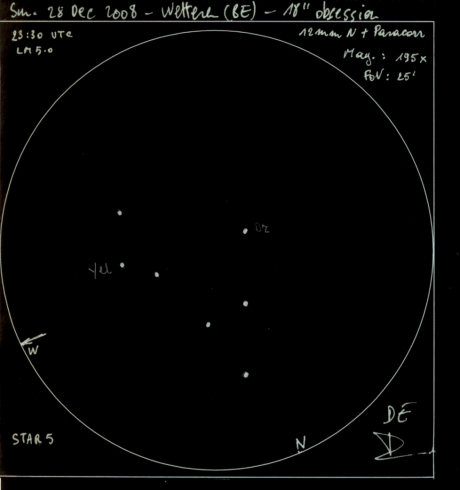 Sun. 28 Dec 2008 - Wetteren (BE) - 18" obsession
23:30 UTC
LM 5.0
12mm N + Paracorr
Mag. : 195x
FoV : 25'
Or
Yel
W
DE
STAR 5
N